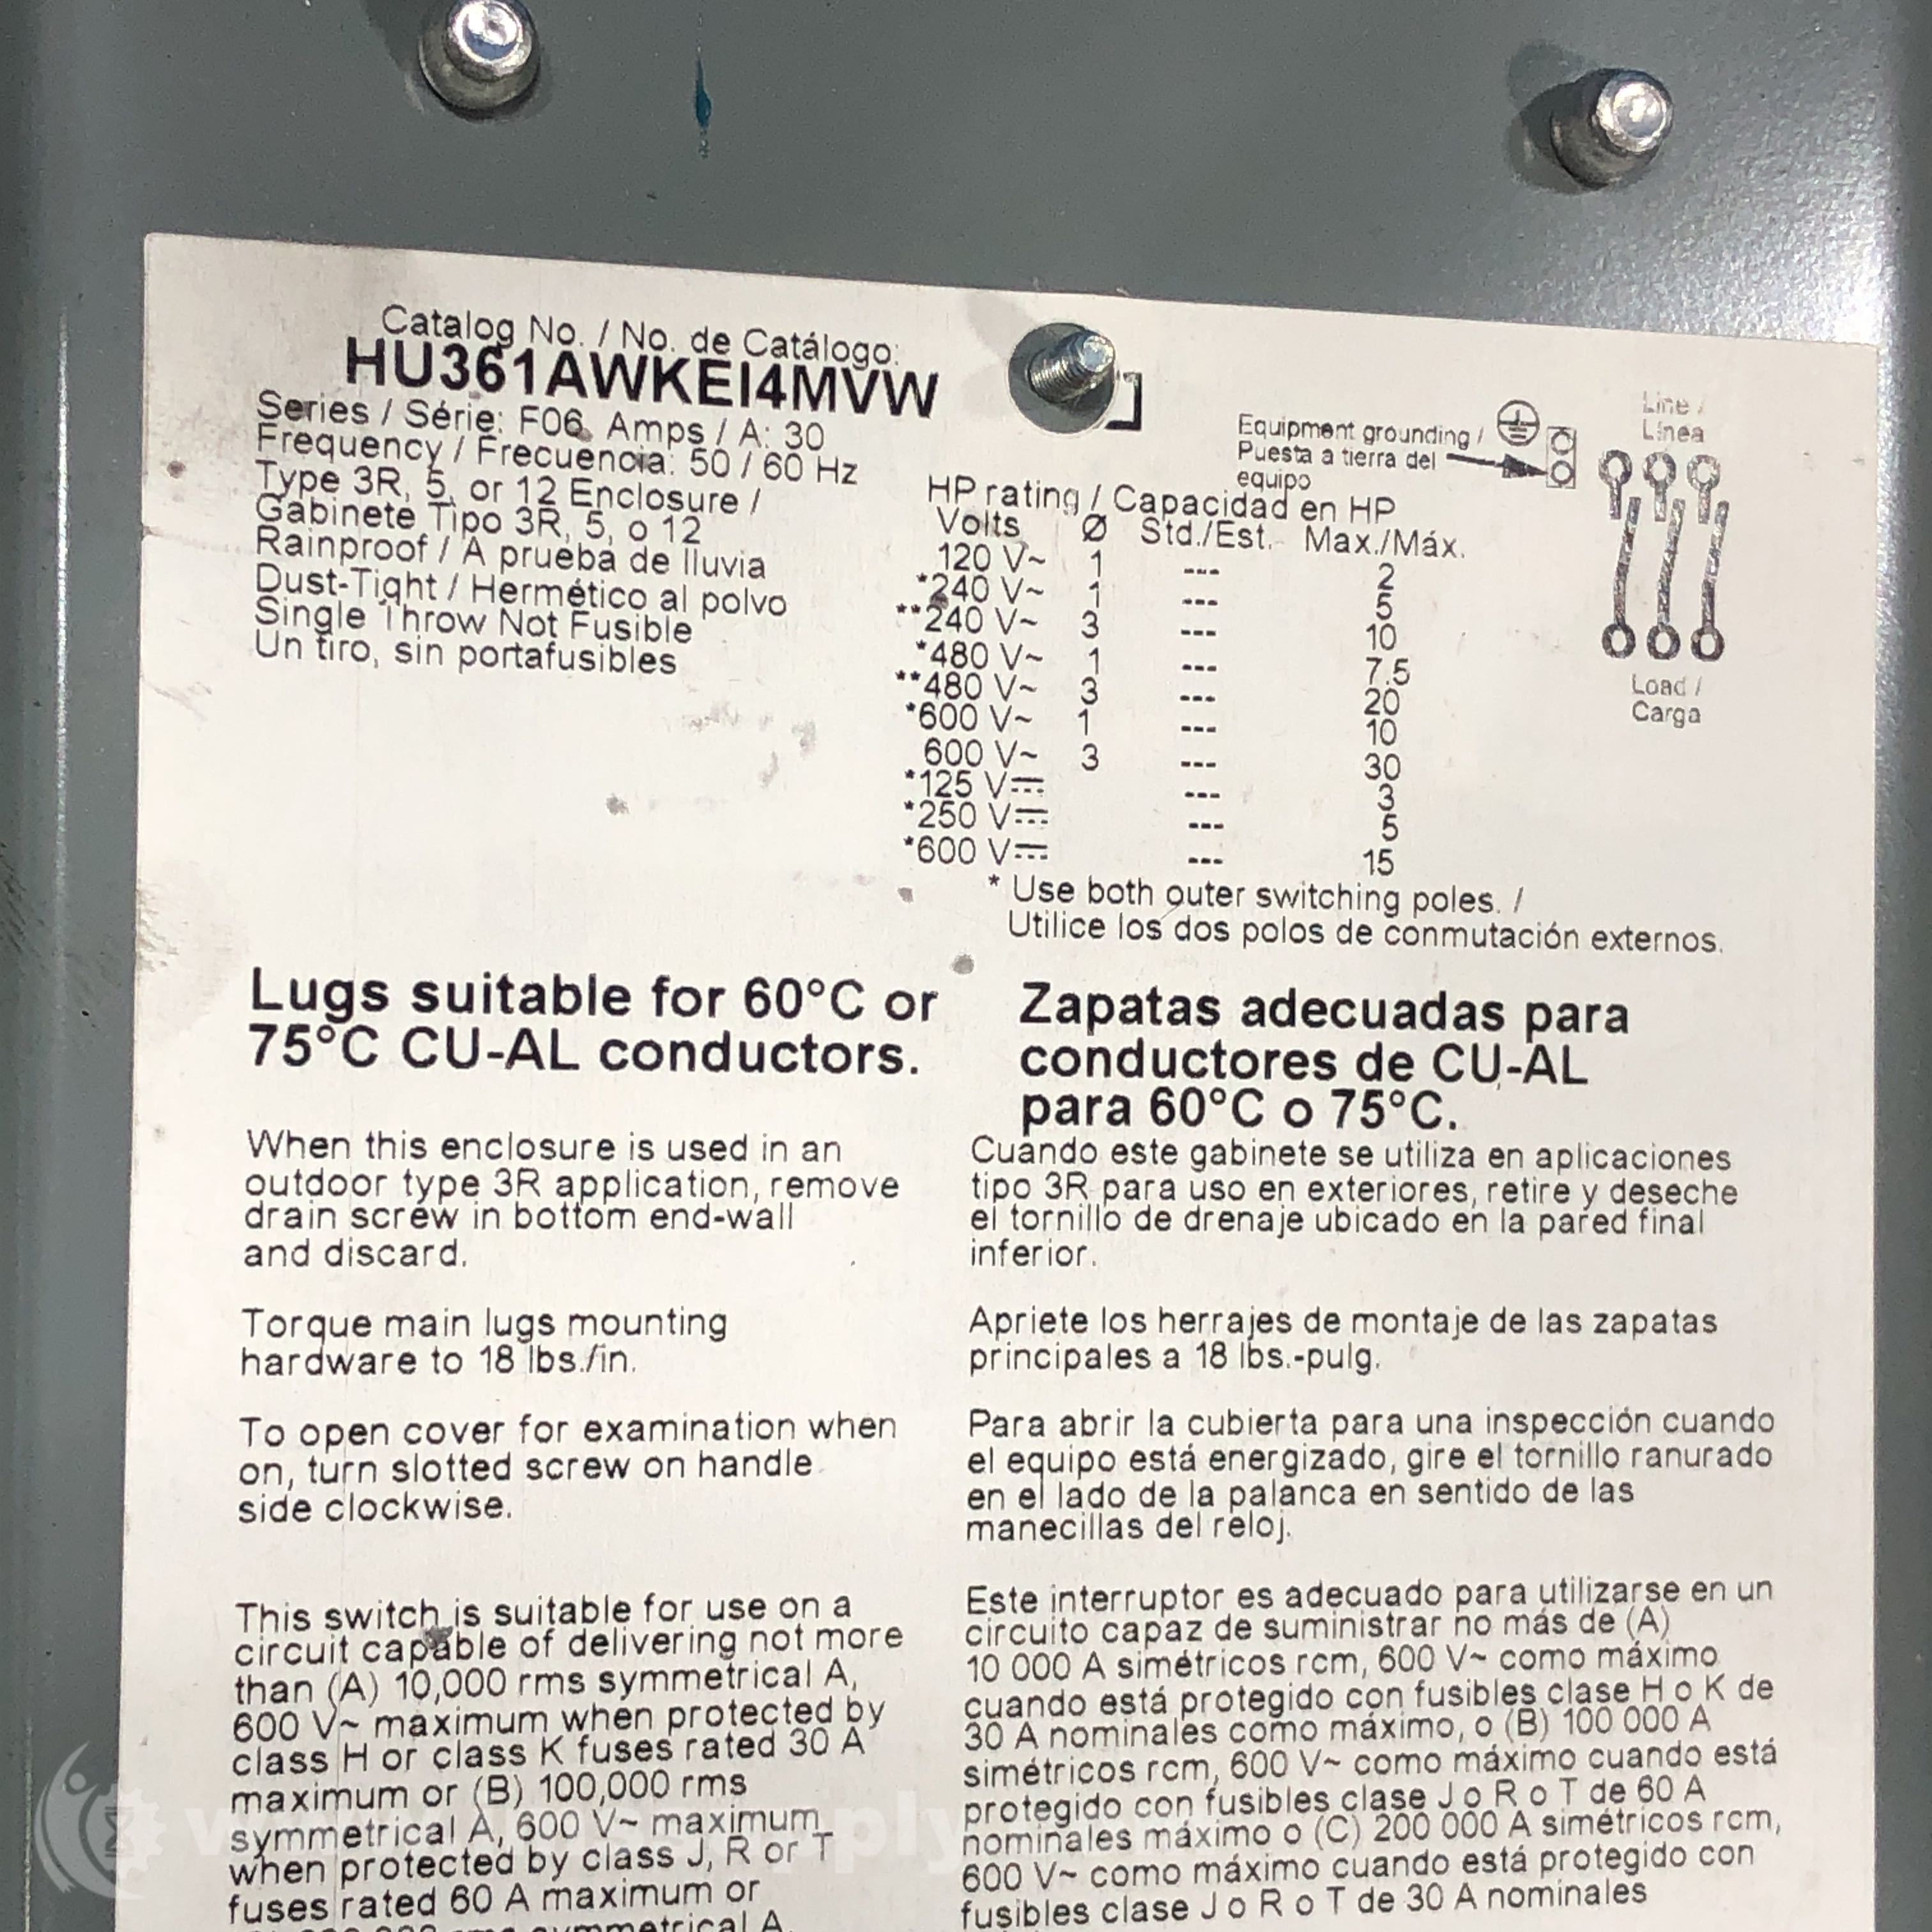 Catalog No. / No. de Catálogo:
HU361AWKEI4MVW
Series / Série: F06 Amps / A: 30
Frequency / Frecuencia: 50 / 60 Hz
Type 3R, 5, or 12 Enclosure /
Gabinete Tipo 3R, 5, o 12
Rainproof / A prueba de lluvia
Dust-Tight / Hermético al polvo
Single Throw Not Fusible
Un tiro, sin portafusibles
Equipment grounding /
Puesta a tierra del
equipo
Line /
Línea
Load /
Carga
HP rating / Capacidad en HP
Volts Ø Std./Est. Max./Máx.
120 V~ 1 --- 2
*240 V~ 1 --- 5
**240 V~ 3 --- 10
*480 V~ 1 --- 7.5
**480 V~ 3 --- 20
*600 V~ 1 --- 10
600 V~ 3 --- 30
*125 V⎓ --- 3
*250 V⎓ --- 5
*600 V⎓ --- 15
* Use both outer switching poles. /
Utilice los dos polos de conmutación externos.
Lugs suitable for 60°C or
75°C CU-AL conductors.
When this enclosure is used in an
outdoor type 3R application, remove
drain screw in bottom end-wall
and discard.
Torque main lugs mounting
hardware to 18 lbs./in.
To open cover for examination when
on, turn slotted screw on handle
side clockwise.
This switch is suitable for use on a
circuit capable of delivering not more
than (A) 10,000 rms symmetrical A,
600 V~ maximum when protected by
class H or class K fuses rated 30 A
maximum or (B) 100,000 rms
symmetrical A, 600 V~ maximum
when protected by class J, R or T
fuses rated 60 A maximum or
rms symmetrical A,
Zapatas adecuadas para
conductores de CU-AL
para 60°C o 75°C.
Cuando este gabinete se utiliza en aplicaciones
tipo 3R para uso en exteriores, retire y deseche
el tornillo de drenaje ubicado en la pared final
inferior.
Apriete los herrajes de montaje de las zapatas
principales a 18 lbs.-pulg.
Para abrir la cubierta para una inspección cuando
el equipo está energizado, gire el tornillo ranurado
en el lado de la palanca en sentido de las
manecillas del reloj.
Este interruptor es adecuado para utilizarse en un
circuito capaz de suministrar no más de (A)
10 000 A simétricos rcm, 600 V~ como máximo
cuando está protegido con fusibles clase H o K de
30 A nominales como máximo, o (B) 100 000 A
simétricos rcm, 600 V~ como máximo cuando está
protegido con fusibles clase J o R o T de 60 A
nominales máximo o (C) 200 000 A simétricos rcm,
600 V~ como máximo cuando está protegido con
fusibles clase J o R o T de 30 A nominales